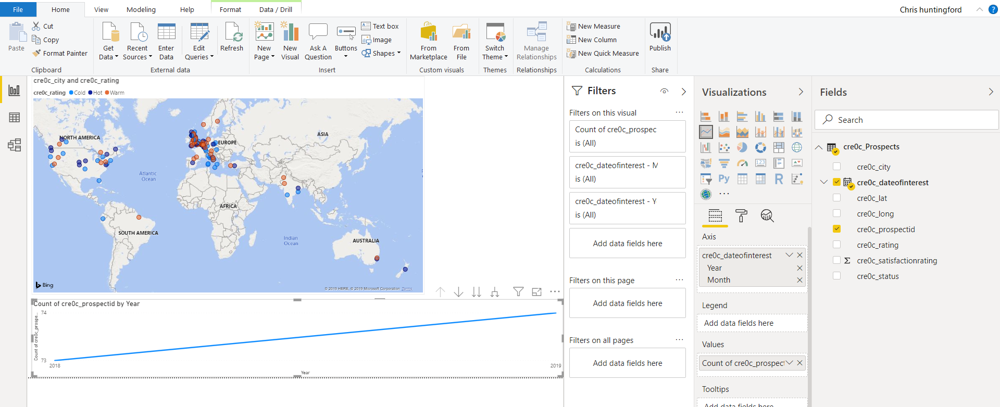 File
Home
View
Modeling
Help
Format
Data / Drill
Chris huntingford
?
Paste
Cut
Copy
Format Painter
Clipboard
Get
Data
Recent
Sources
Enter
Data
Edit
Queries
Refresh
External data
New
Page
New
Visual
Ask A
Question
Buttons
Text box
Image
Shapes
Insert
From
Marketplace
From
File
Custom visuals
Switch
Theme
Themes
Manage
Relationships
Relationships
New Measure
New Column
New Quick Measure
Calculations
Publish
Share
cre0c_city and cre0c_rating
cre0c_rating Cold Hot Warm
NORTH AMERICA
EUROPE
ASIA
Atlantic
Ocean
AFRICA
SOUTH AMERICA
Indian
Ocean
AUSTRALIA
Bing
© 2019 HERE, © 2019 Microsoft Corporation Terms
Count of cre0c_prospectid by Year
Count of cre0c_prospe...
74
73
2018
2019
Year
Filters
Filters on this visual
Count of cre0c_prospec
is (All)
cre0c_dateofinterest - M
is (All)
cre0c_dateofinterest - Y
is (All)
Add data fields here
Filters on this page
Add data fields here
Filters on all pages
Add data fields here
Visualizations
123
Py
R
Axis
cre0c_dateofinterest
Year
Month
Legend
Add data fields here
Values
Count of cre0c_prospect
Tooltips
Add data fields here
Fields
Search
cre0c_Prospects
cre0c_city
cre0c_dateofinterest
cre0c_lat
cre0c_long
cre0c_prospectid
cre0c_rating
Σ cre0c_satisfactionrating
cre0c_status